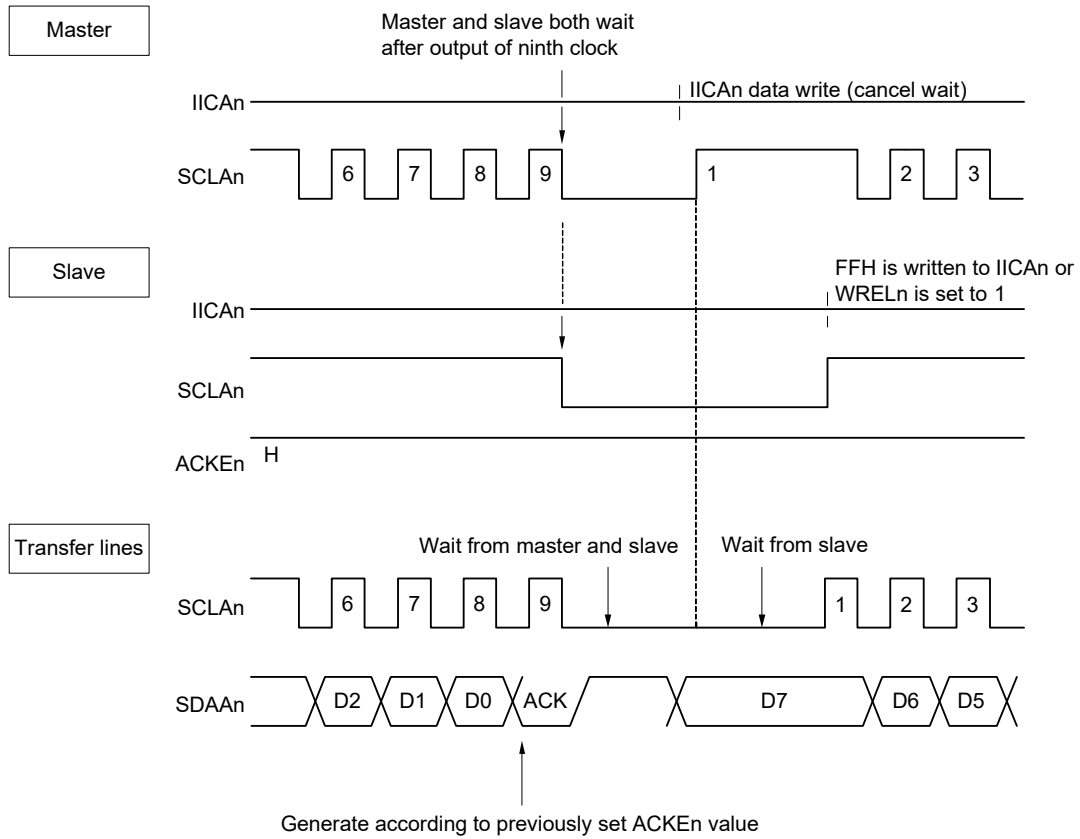 Master
Master and slave both wait
after output of ninth clock
IICAn
IICAn data write (cancel wait)
SCLAn
6 7 8 9 1 2 3
Slave
FFH is written to IICAn or
WRELn is set to 1
IICAn
SCLAn
H
ACKEn
Transfer lines
Wait from master and slave
Wait from slave
SCLAn
6 7 8 9 1 2 3
SDAAn
D2 D1 D0 ACK D7 D6 D5
Generate according to previously set ACKEn value